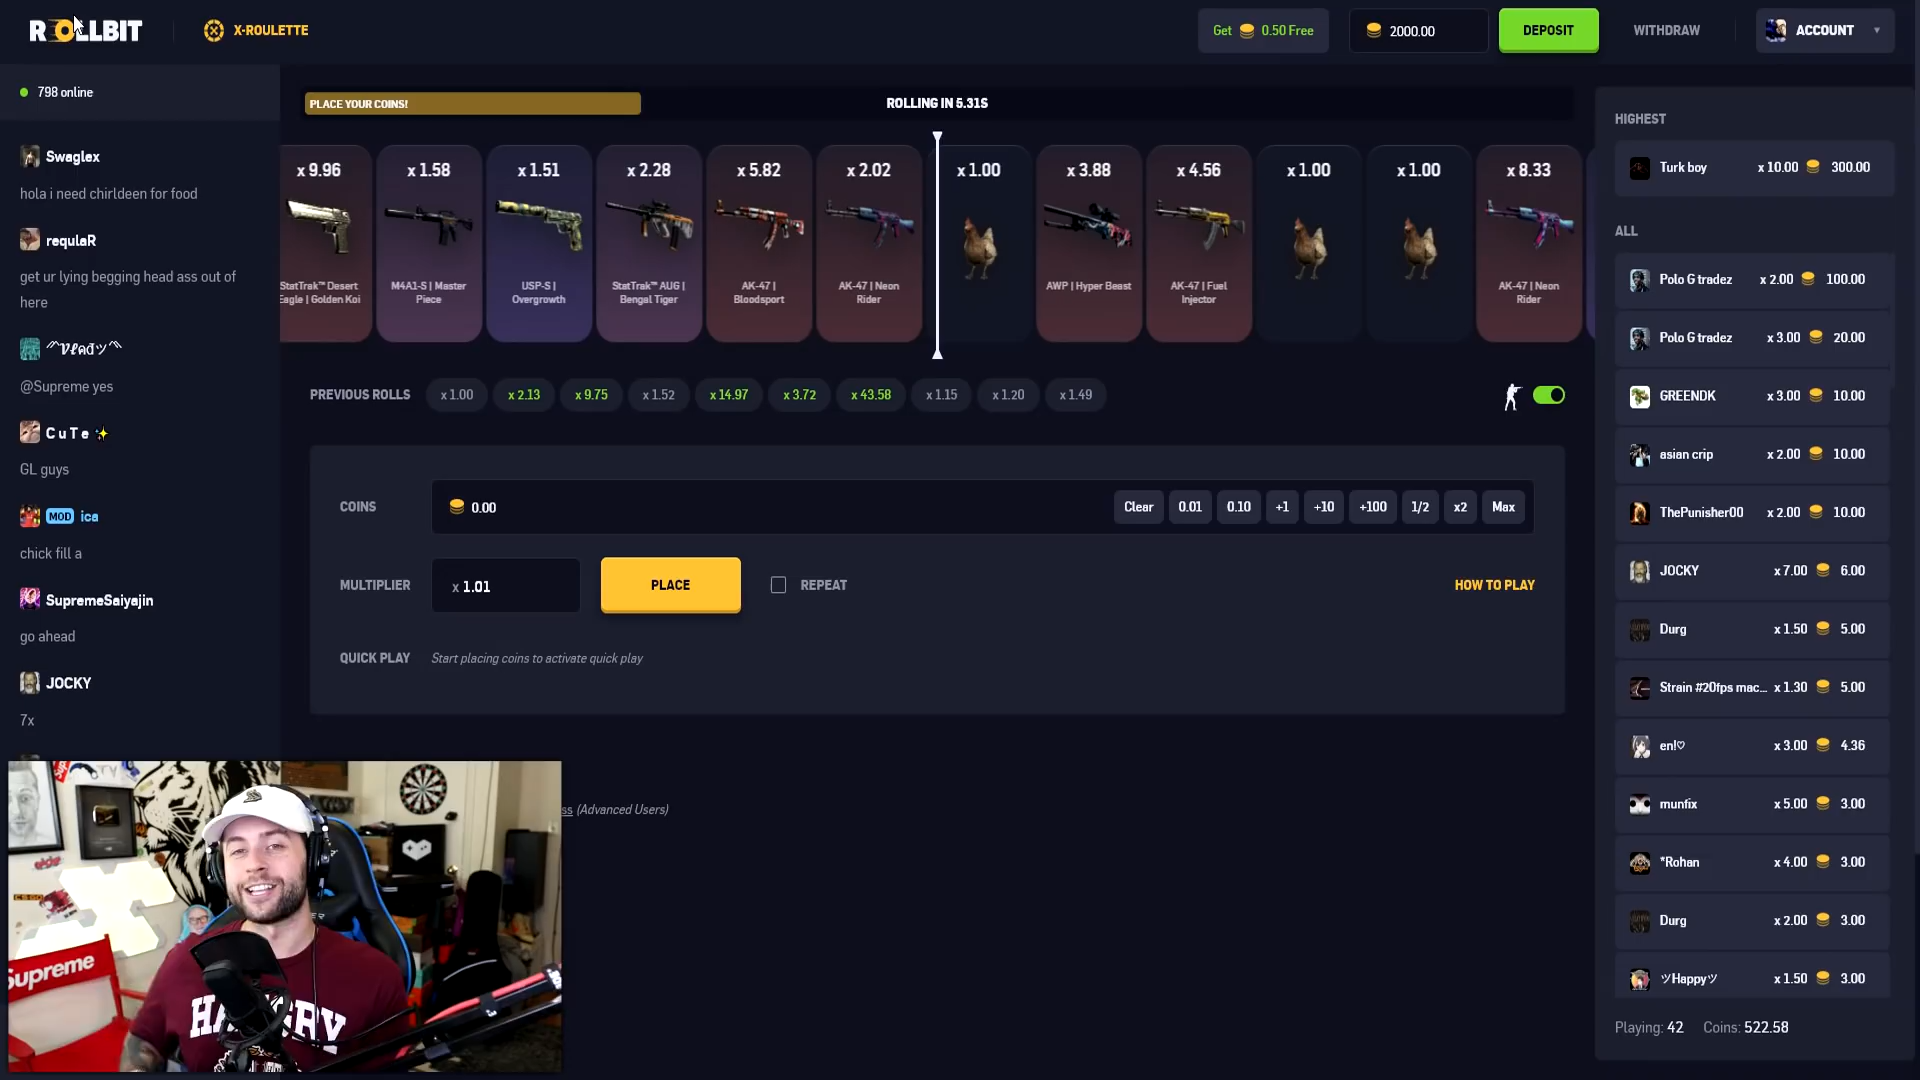 ROLLBIT
X-ROULETTE
Get 0.50 Free
2000.00
DEPOSIT
WITHDRAW
ACCOUNT
798 online
Swaglex
hola i need chirldeen for food
requlaR
get ur lying begging head ass out of
here
@Supreme yes
C u T e ✨
GL guys
MOD ica
chick fill a
SupremeSaiyajin
go ahead
JOCKY
7x
PLACE YOUR COINS!
ROLLING IN 5.31S
x 9.96
x 1.58
x 1.51
x 2.28
x 5.82
x 2.02
x 1.00
x 3.88
x 4.56
x 1.00
x 1.00
x 8.33
StatTrak™ Desert
Eagle | Golden Koi
M4A1-S | Master
Piece
USP-S |
Overgrowth
StatTrak™ AUG |
Bengal Tiger
AK-47 |
Bloodsport
AK-47 | Neon
Rider
AWP | Hyper Beast
AK-47 | Fuel
Injector
AK-47 | Neon
Rider
PREVIOUS ROLLS x 1.00 x 2.13 x 9.75 x 1.52 x 14.97 x 3.72 x 43.58 x 1.15 x 1.20 x 1.49
COINS 0.00 Clear 0.01 0.10 +1 +10 +100 1/2 x2 Max
MULTIPLIER x 1.01 PLACE REPEAT HOW TO PLAY
QUICK PLAY Start placing coins to activate quick play
ss (Advanced Users)
HIGHEST
Turk boy x 10.00 300.00
ALL
Polo G tradez x 2.00 100.00
Polo G tradez x 3.00 20.00
GREENDK x 3.00 10.00
asian crip x 2.00 10.00
ThePunisher00 x 2.00 10.00
JOCKY x 7.00 6.00
Durg x 1.50 5.00
Strain #20fps mac... x 1.30 5.00
en!♡ x 3.00 4.36
munfix x 5.00 3.00
*Rohan x 4.00 3.00
Durg x 2.00 3.00
ツHappyツ x 1.50 3.00
Playing: 42 Coins: 522.58
Supreme